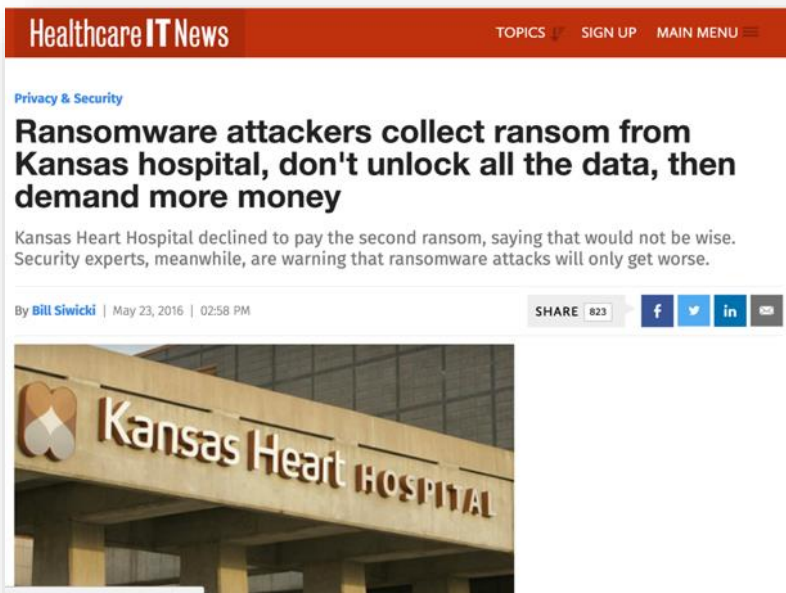 Healthcare IT News
TOPICS SIGN UP MAIN MENU
Privacy & Security
Ransomware attackers collect ransom from
Kansas hospital, don't unlock all the data, then
demand more money
Kansas Heart Hospital declined to pay the second ransom, saying that would not be wise.
Security experts, meanwhile, are warning that ransomware attacks will only get worse.
By Bill Siwicki | May 23, 2016 | 02:58 PM
SHARE 823
f
in
Kansas Heart HOSPITAL